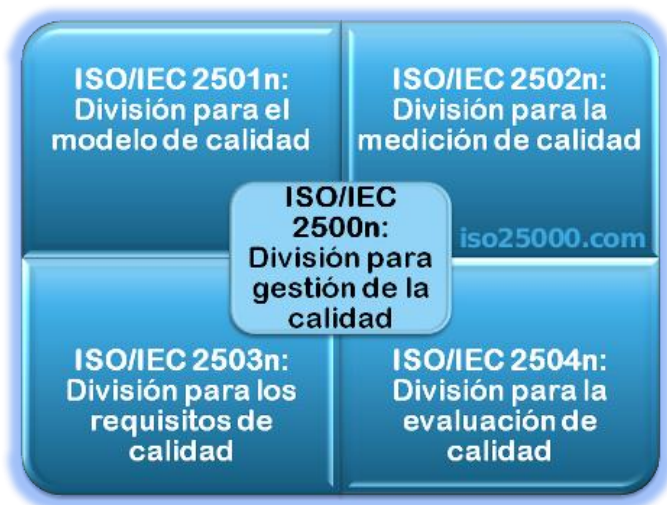 ISO/IEC 2501n:
División para el
modelo de calidad
ISO/IEC 2502n:
División para la
medición de calidad
ISO/IEC
2500n:
División para
gestión de la
calidad
iso25000.com
ISO/IEC 2503n:
División para los
requisitos de
calidad
ISO/IEC 2504n:
División para la
evaluación de
calidad